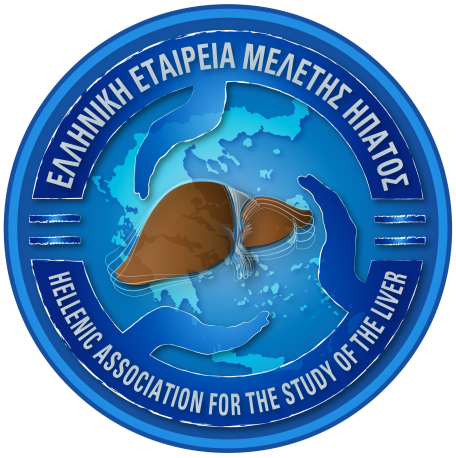 ΕΛΛΗΝΙΚΗ ΕΤΑΙΡΕΙΑ ΜΕΛΕΤΗΣ ΗΠΑΤΟΣ
HELLENIC ASSOCIATION FOR THE STUDY OF THE LIVER